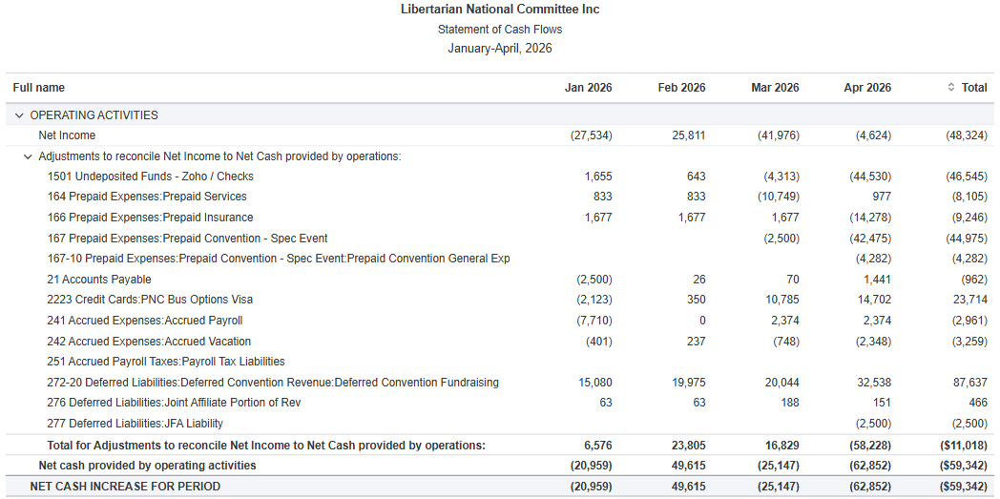 Libertarian National Committee Inc
Statement of Cash Flows
January-April, 2026
Full name Jan 2026 Feb 2026 Mar 2026 Apr 2026 Total
OPERATING ACTIVITIES
Net Income (27,534) 25,811 (41,976) (4,624) (48,324)
Adjustments to reconcile Net Income to Net Cash provided by operations:
1501 Undeposited Funds - Zoho / Checks 1,655 643 (4,313) (44,530) (46,545)
164 Prepaid Expenses:Prepaid Services 833 833 (10,749) 977 (8,105)
166 Prepaid Expenses:Prepaid Insurance 1,677 1,677 1,677 (14,278) (9,246)
167 Prepaid Expenses:Prepaid Convention - Spec Event (2,500) (42,475) (44,975)
167-10 Prepaid Expenses:Prepaid Convention - Spec Event:Prepaid Convention General Exp (4,282) (4,282)
21 Accounts Payable (2,500) 26 70 1,441 (962)
2223 Credit Cards:PNC Bus Options Visa (2,123) 350 10,785 14,702 23,714
241 Accrued Expenses:Accrued Payroll (7,710) 0 2,374 2,374 (2,961)
242 Accrued Expenses:Accrued Vacation (401) 237 (748) (2,348) (3,259)
251 Accrued Payroll Taxes:Payroll Tax Liabilities
272-20 Deferred Liabilities:Deferred Convention Revenue:Deferred Convention Fundraising 15,080 19,975 20,044 32,538 87,637
276 Deferred Liabilities:Joint Affiliate Portion of Rev 63 63 188 151 466
277 Deferred Liabilities:JFA Liability (2,500) (2,500)
Total for Adjustments to reconcile Net Income to Net Cash provided by operations: 6,576 23,805 16,829 (58,228) ($11,018)
Net cash provided by operating activities (20,959) 49,615 (25,147) (62,852) ($59,342)
NET CASH INCREASE FOR PERIOD (20,959) 49,615 (25,147) (62,852) ($59,342)